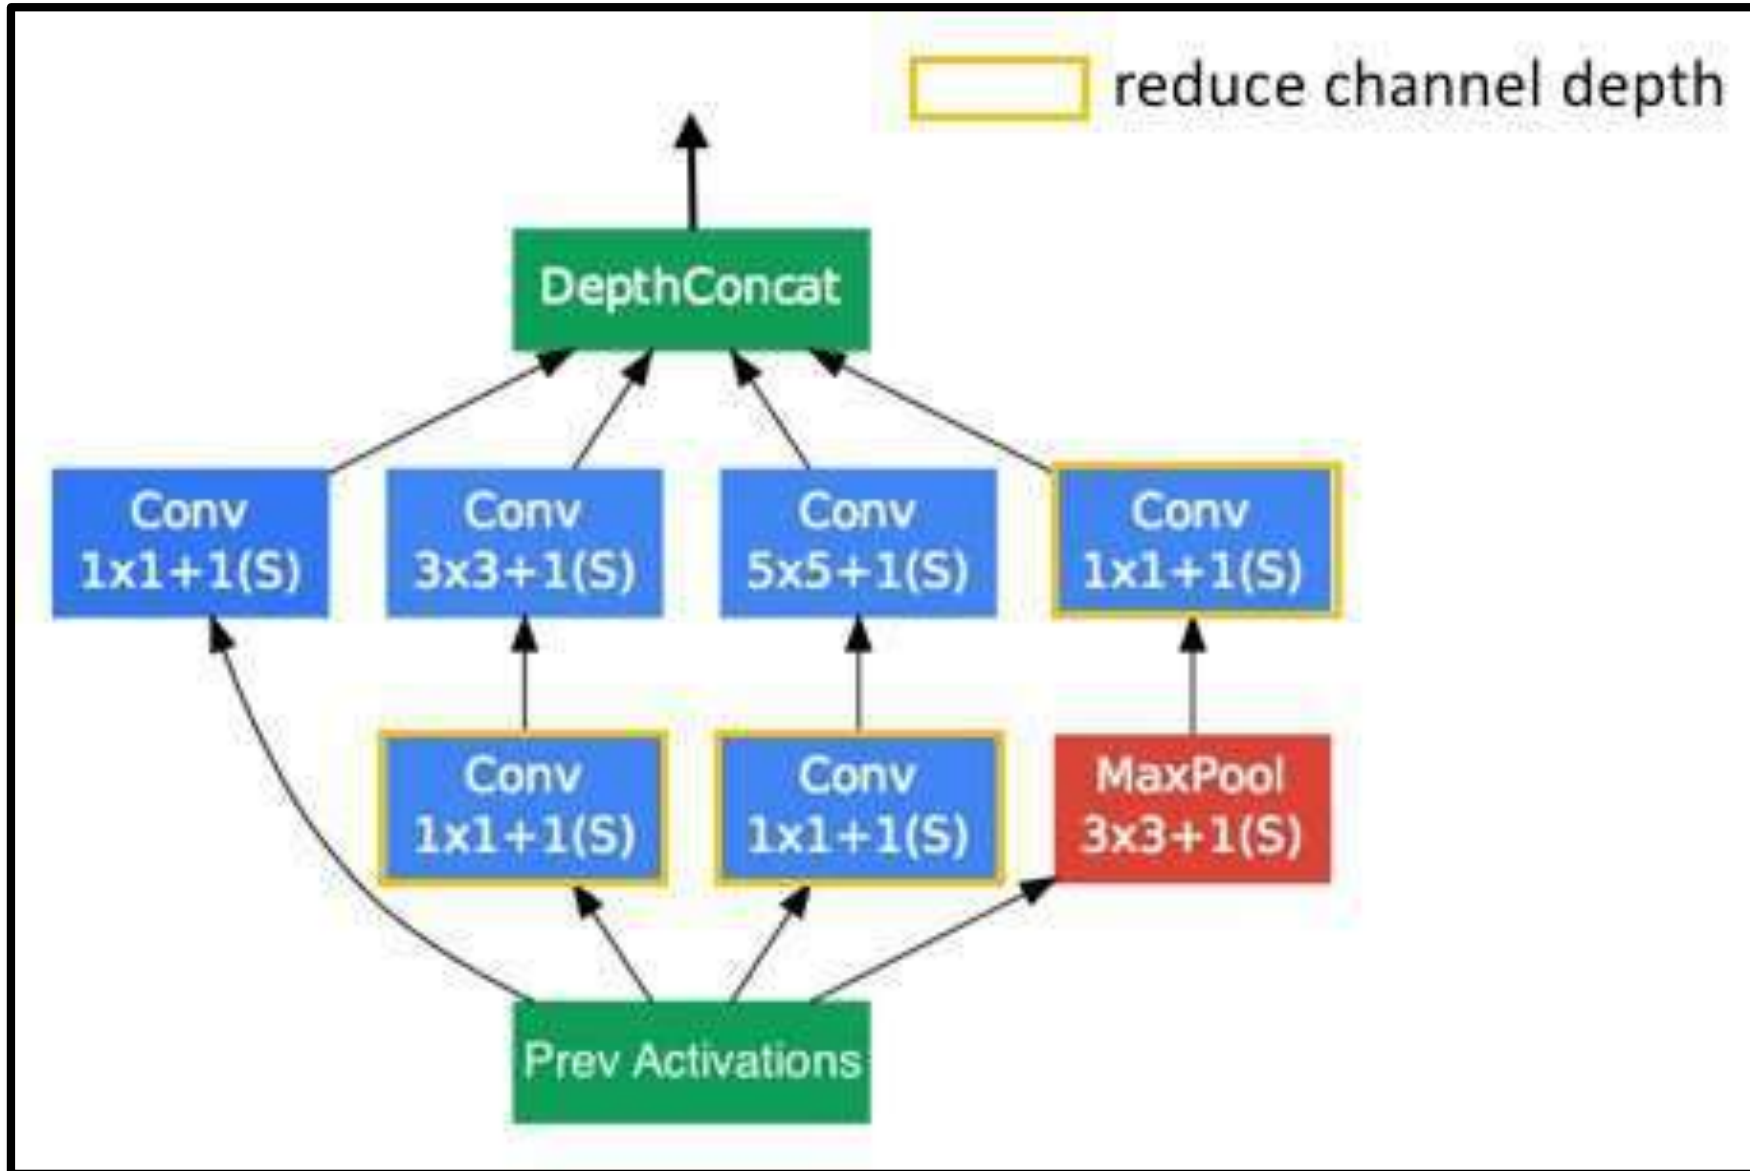 reduce channel depth
DepthConcat
Conv
1x1+1(S)
Conv
3x3+1(S)
Conv
5x5+1(S)
Conv
1x1+1(S)
Conv
1x1+1(S)
Conv
1x1+1(S)
MaxPool
3x3+1(S)
Prev Activations